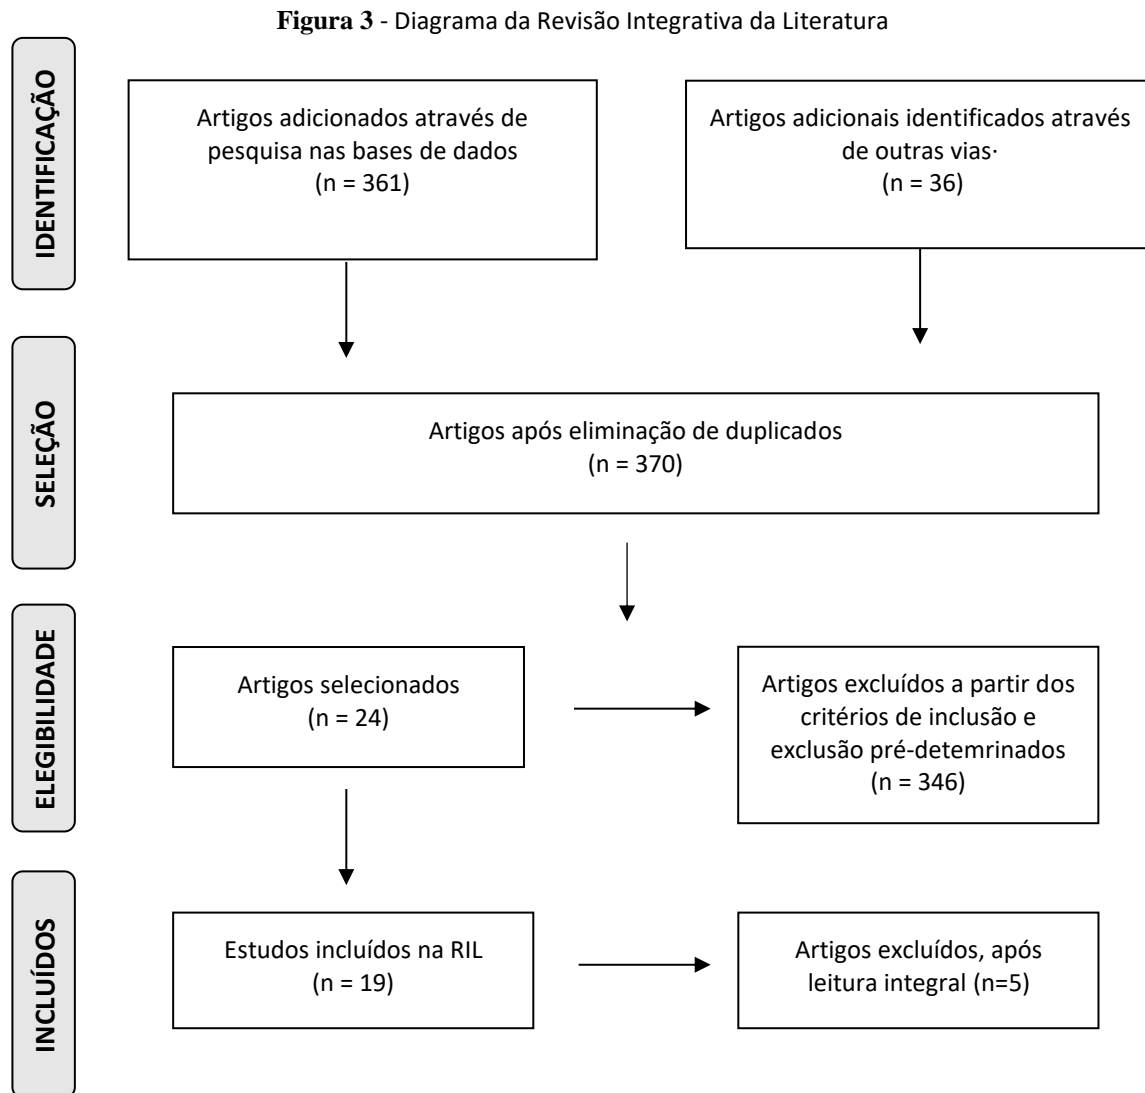 Figura 3 - Diagrama da Revisão Integrativa da Literatura
IDENTIFICAÇÃO
Artigos adicionados através de
pesquisa nas bases de dados
(n = 361)
Artigos adicionais identificados através
de outras vias·
(n = 36)
SELEÇÃO
Artigos após eliminação de duplicados
(n = 370)
ELEGIBILIDADE
Artigos selecionados
(n = 24)
Artigos excluídos a partir dos
critérios de inclusão e
exclusão pré-detemrinados
(n = 346)
INCLUÍDOS
Estudos incluídos na RIL
(n = 19)
Artigos excluídos, após
leitura integral (n=5)